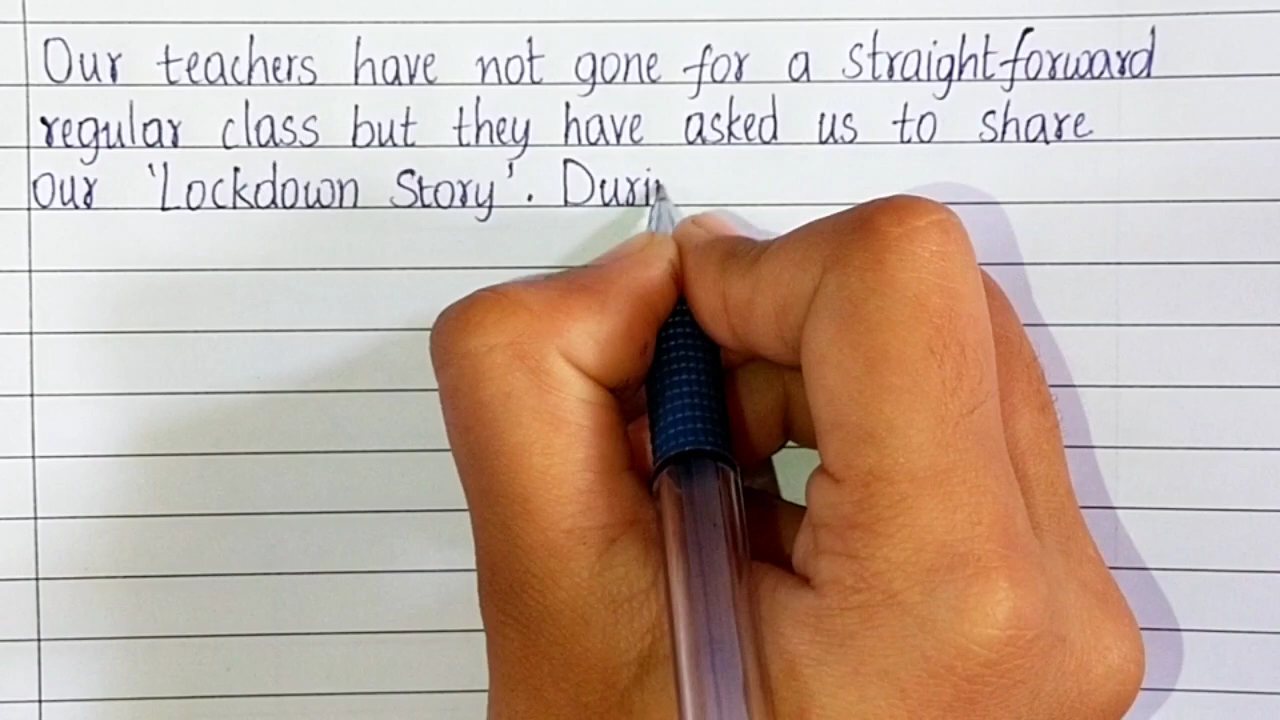 Our teachers have not gone for a straightforward
regular class but they have asked us to share
our 'Lockdown Story'. Duri